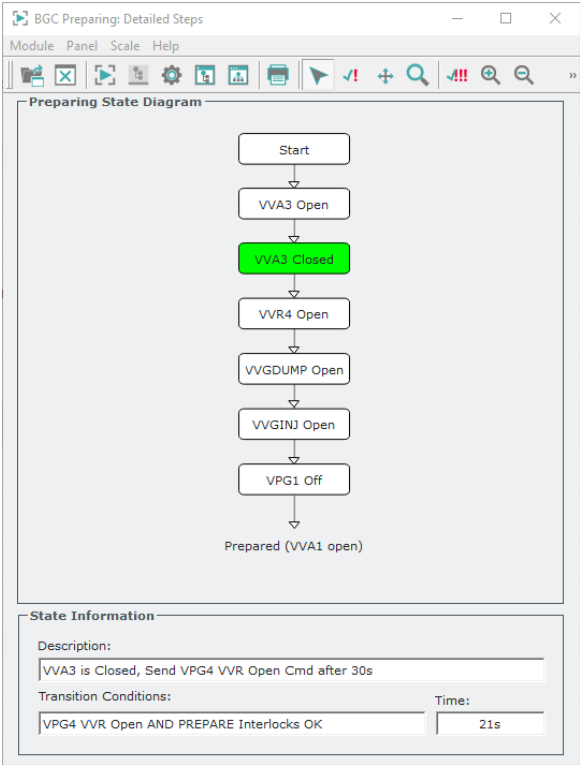 BGC Preparing: Detailed Steps
Module Panel Scale Help
»
Preparing State Diagram
Start
VVA3 Open
VVA3 Closed
VVR4 Open
VVGDUMP Open
VVGINJ Open
VPG1 Off
Prepared (VVA1 open)
State Information
Description:
VVA3 is Closed, Send VPG4 VVR Open Cmd after 30s
Transition Conditions:
Time:
VPG4 VVR Open AND PREPARE Interlocks OK
21s